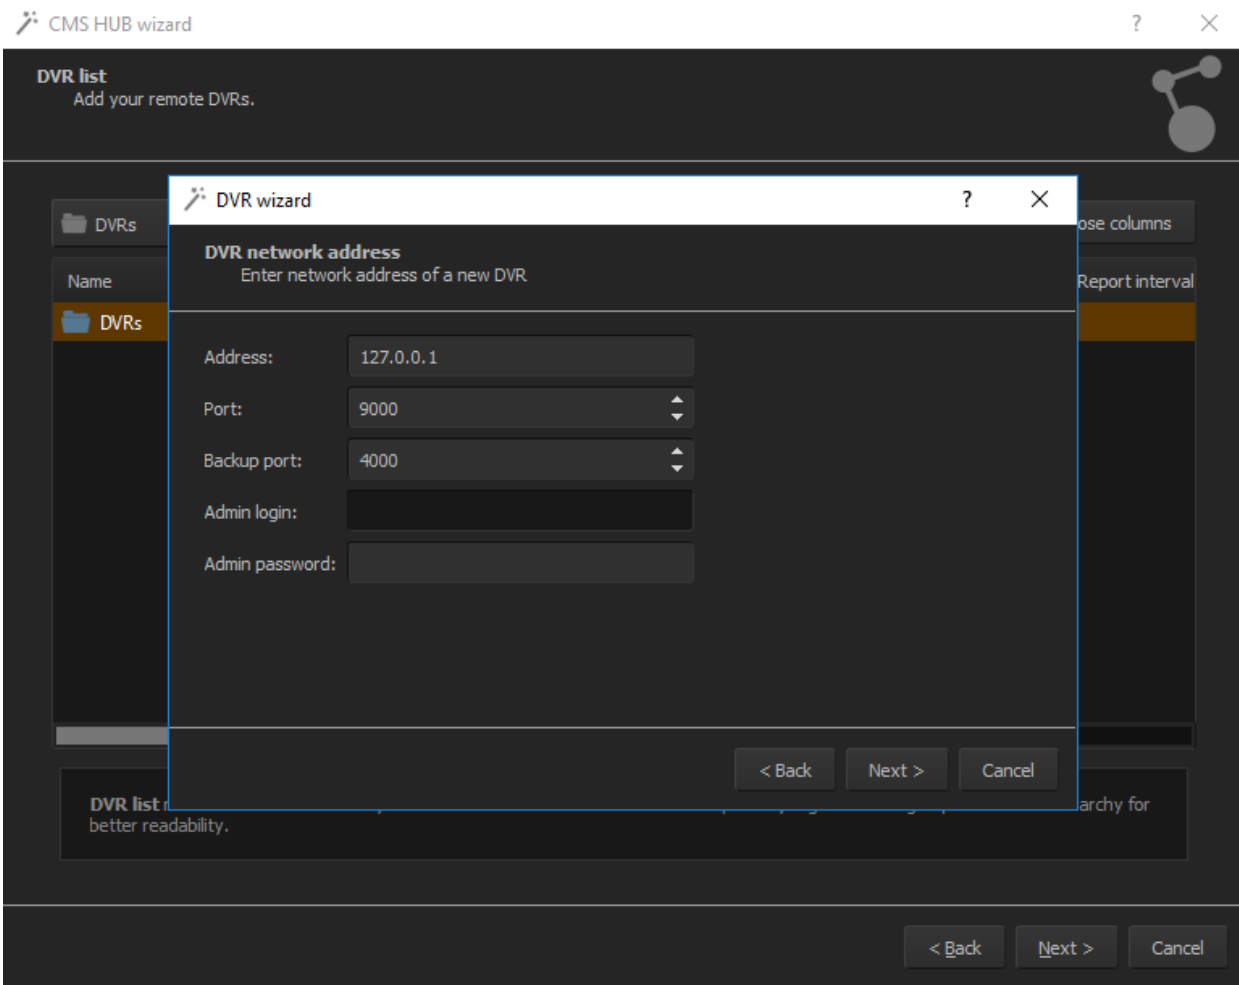 CMS HUB wizard
?
DVR list
Add your remote DVRs.
DVRs
ose columns
Name
Report interval
DVRs
DVR wizard
?
DVR network address
Enter network address of a new DVR
Address:
127.0.0.1
Port:
9000
Backup port:
4000
Admin login:
Admin password:
< Back
Next >
Cancel
DVR list
archy for
better readability.
< Back
Next >
Cancel